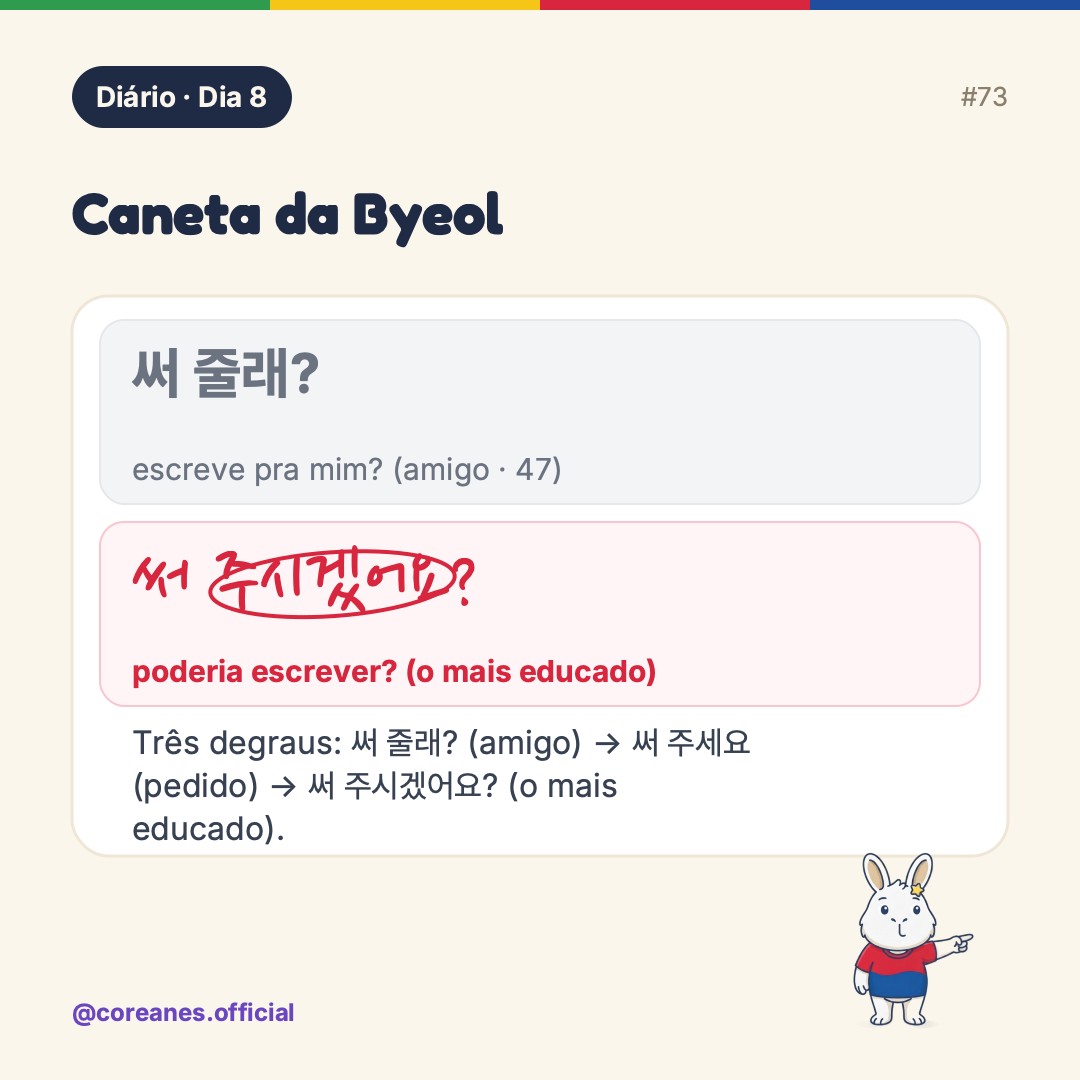 Diário · Dia 8
#73
Caneta da Byeol
써 줄래?
escreve pra mim? (amigo · 47)
써 주시겠어요?
poderia escrever? (o mais educado)
Três degraus: 써 줄래? (amigo) → 써 주세요
(pedido) → 써 주시겠어요? (o mais
educado).
@coreanes.official